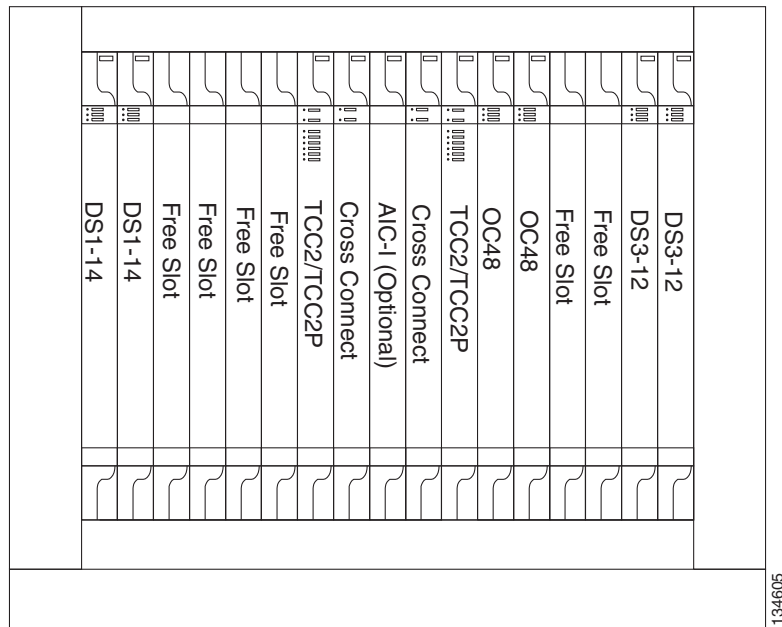 DS1-14
DS1-14
Free Slot
Free Slot
Free Slot
Free Slot
TCC2/TCC2P
Cross Connect
AIC-I (Optional)
Cross Connect
TCC2/TCC2P
OC48
OC48
Free Slot
Free Slot
DS3-12
DS3-12
134605